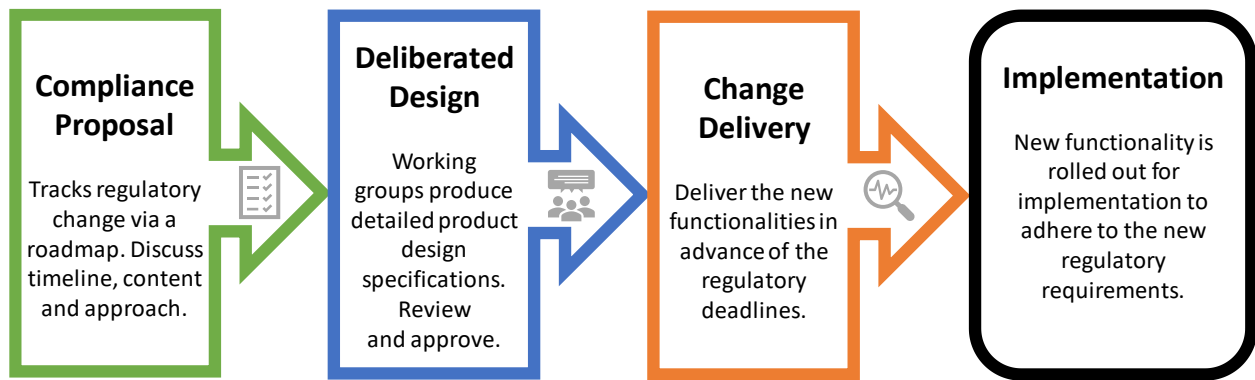 Compliance
Proposal
Tracks regulatory
change via a
roadmap. Discuss
timeline, content
and approach.
Deliberated
Design
Working
groups produce
detailed product
design
specifications.
Review
and approve.
Change
Delivery
Deliver the new
functionalities in
advance of the
regulatory
deadlines.
Implementation
New functionality is
rolled out for
implementation to
adhere to the new
regulatory
requirements.